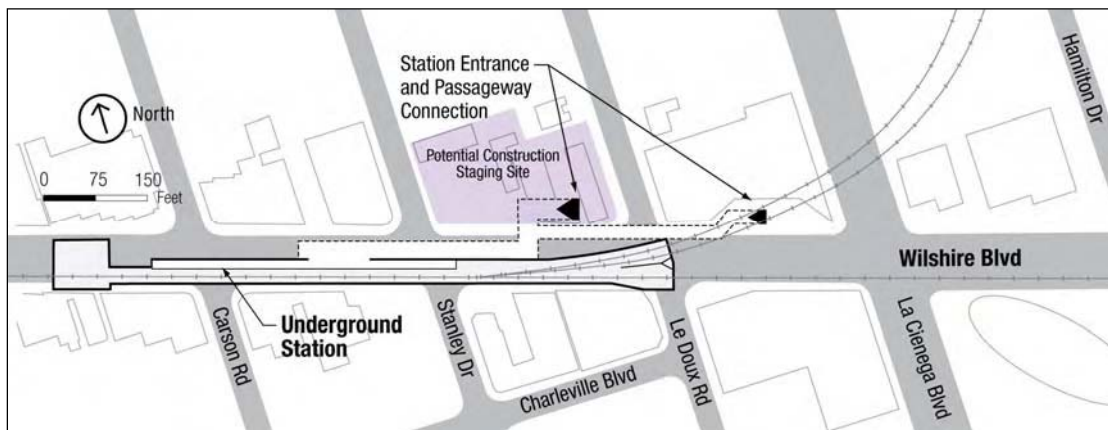 Station Entrance
and Passageway
Connection
Hamilton Dr
North
Potential Construction
Staging Site
0 75 150
Feet
Wilshire Blvd
Underground
Station
Carson Rd
Stanley Dr
Charleville Blvd
Le Doux Rd
La Cienega Blvd